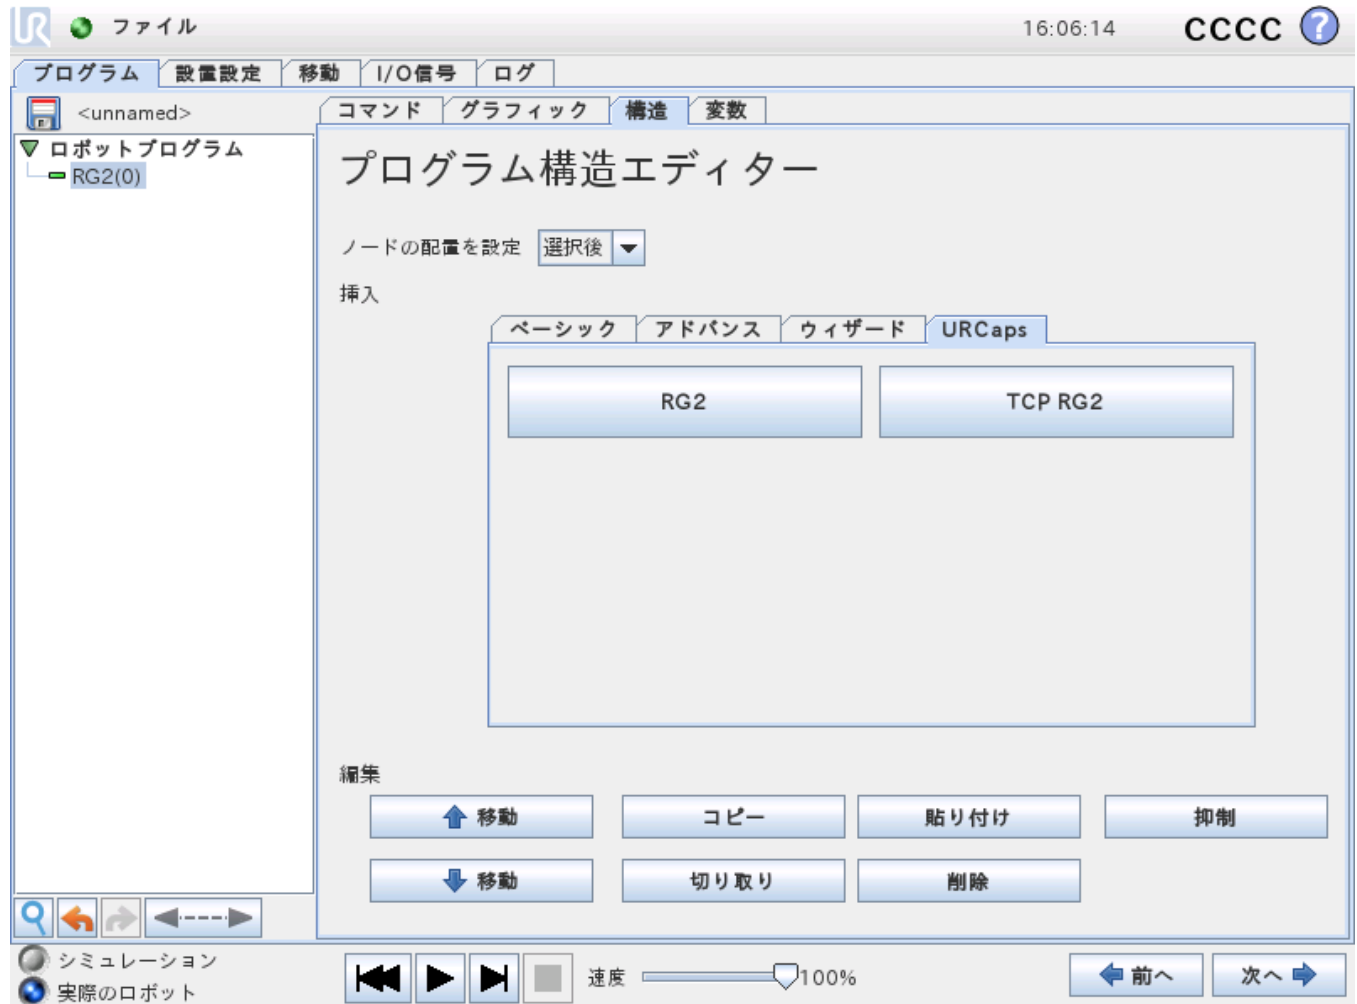 UR ファイル 16:06:14 CCCC ?
プログラム 設置設定 移動 I/O信号 ログ
<unnamed> コマンド グラフィック 構造 変数
ロボットプログラム
RG2(0)
プログラム構造エディター
ノードの配置を設定 選択後
挿入
ベーシック アドバンス ウィザード URCaps
RG2 TCP RG2
編集
移動 コピー 貼り付け 抑制
移動 切り取り 削除
シミュレーション
実際のロボット
速度 100% 前へ 次へ